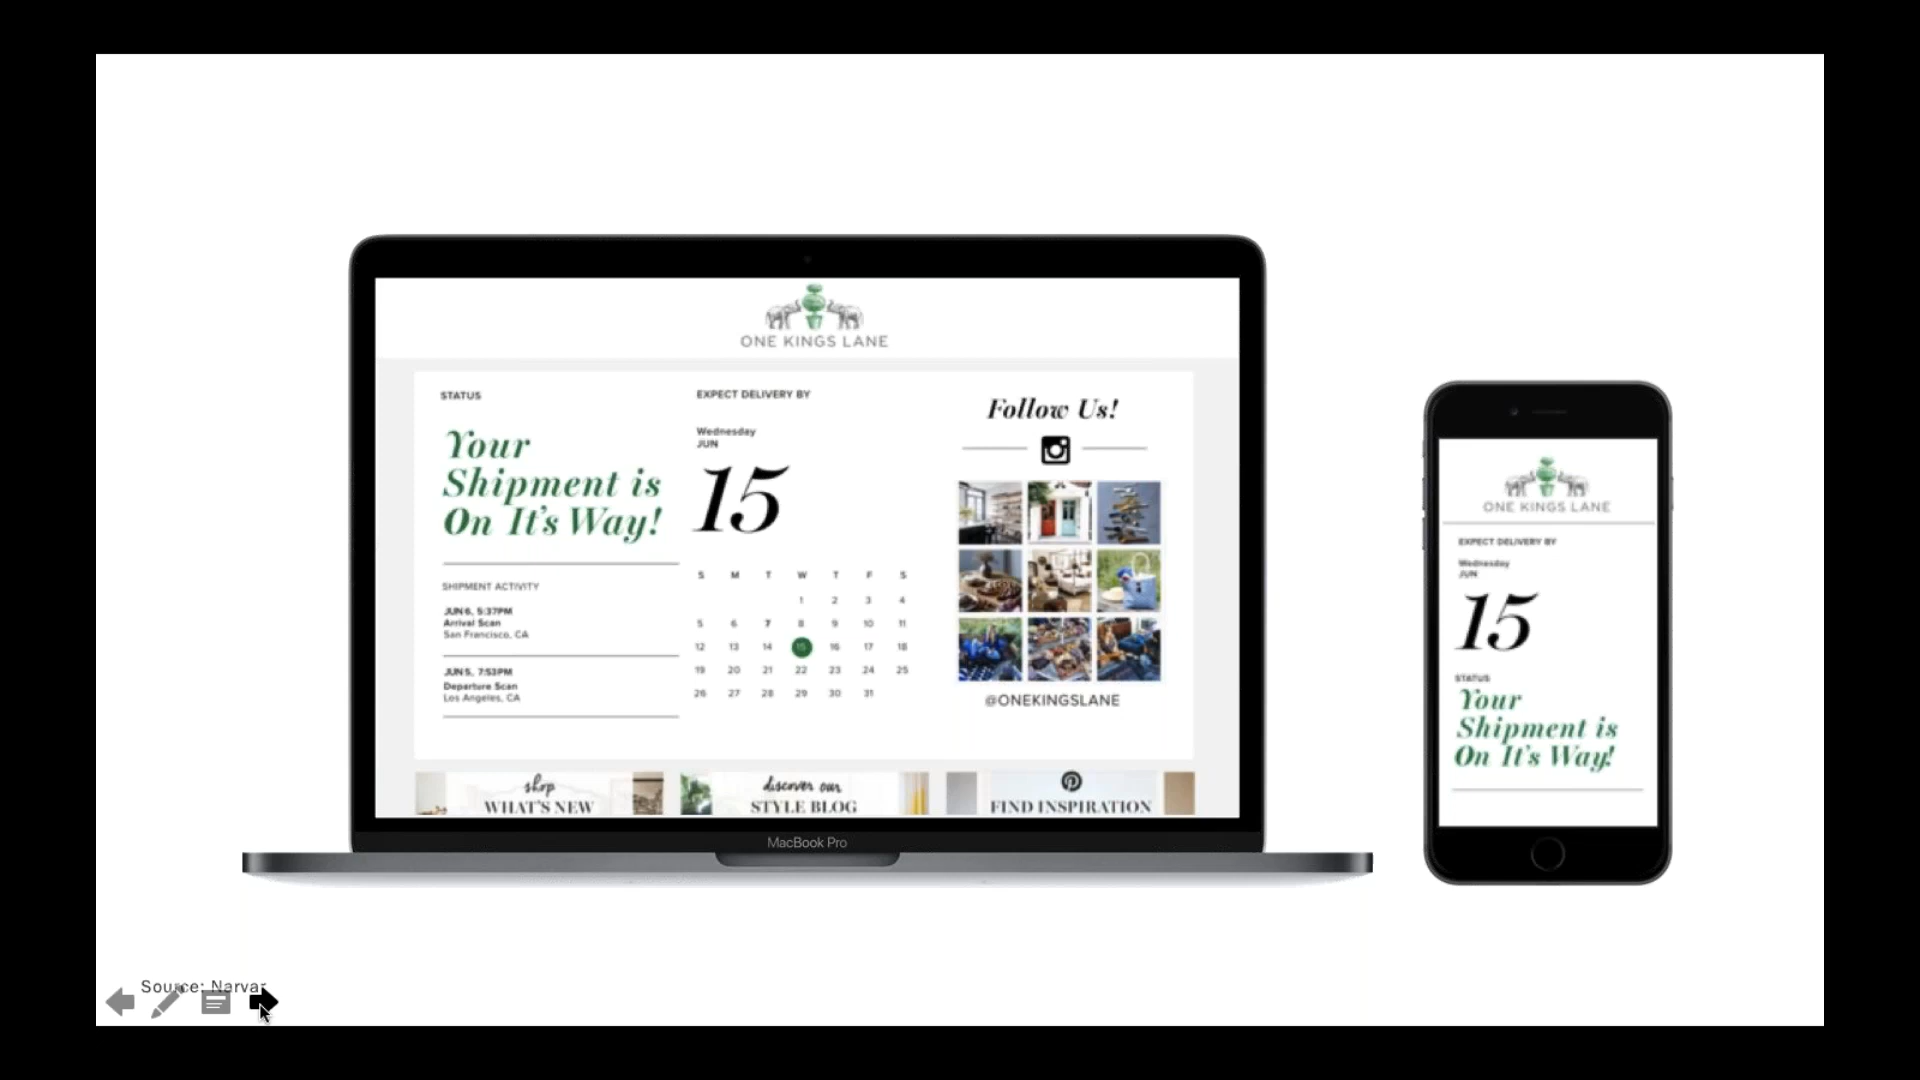 ONE KINGS LANE
STATUS
Your
Shipment is
On It's Way!
SHIPMENT ACTIVITY
JUN 6, 5:37PM
Arrival Scan
San Francisco, CA
JUN 5, 7:53PM
Departure Scan
Los Angeles, CA
EXPECT DELIVERY BY
Wednesday
JUN
15
S M T W T F S
1 2 3 4
5 6 7 8 9 10 11
12 13 14 15 16 17 18
19 20 21 22 23 24 25
26 27 28 29 30 31
Follow Us!
@ONEKINGSLANE
shop
WHAT'S NEW
discover our
STYLE BLOG
FIND INSPIRATION
MacBook Pro
ONE KINGS LANE
EXPECT DELIVERY BY
Wednesday
JUN
15
STATUS
Your
Shipment is
On It's Way!
Source: Narvar